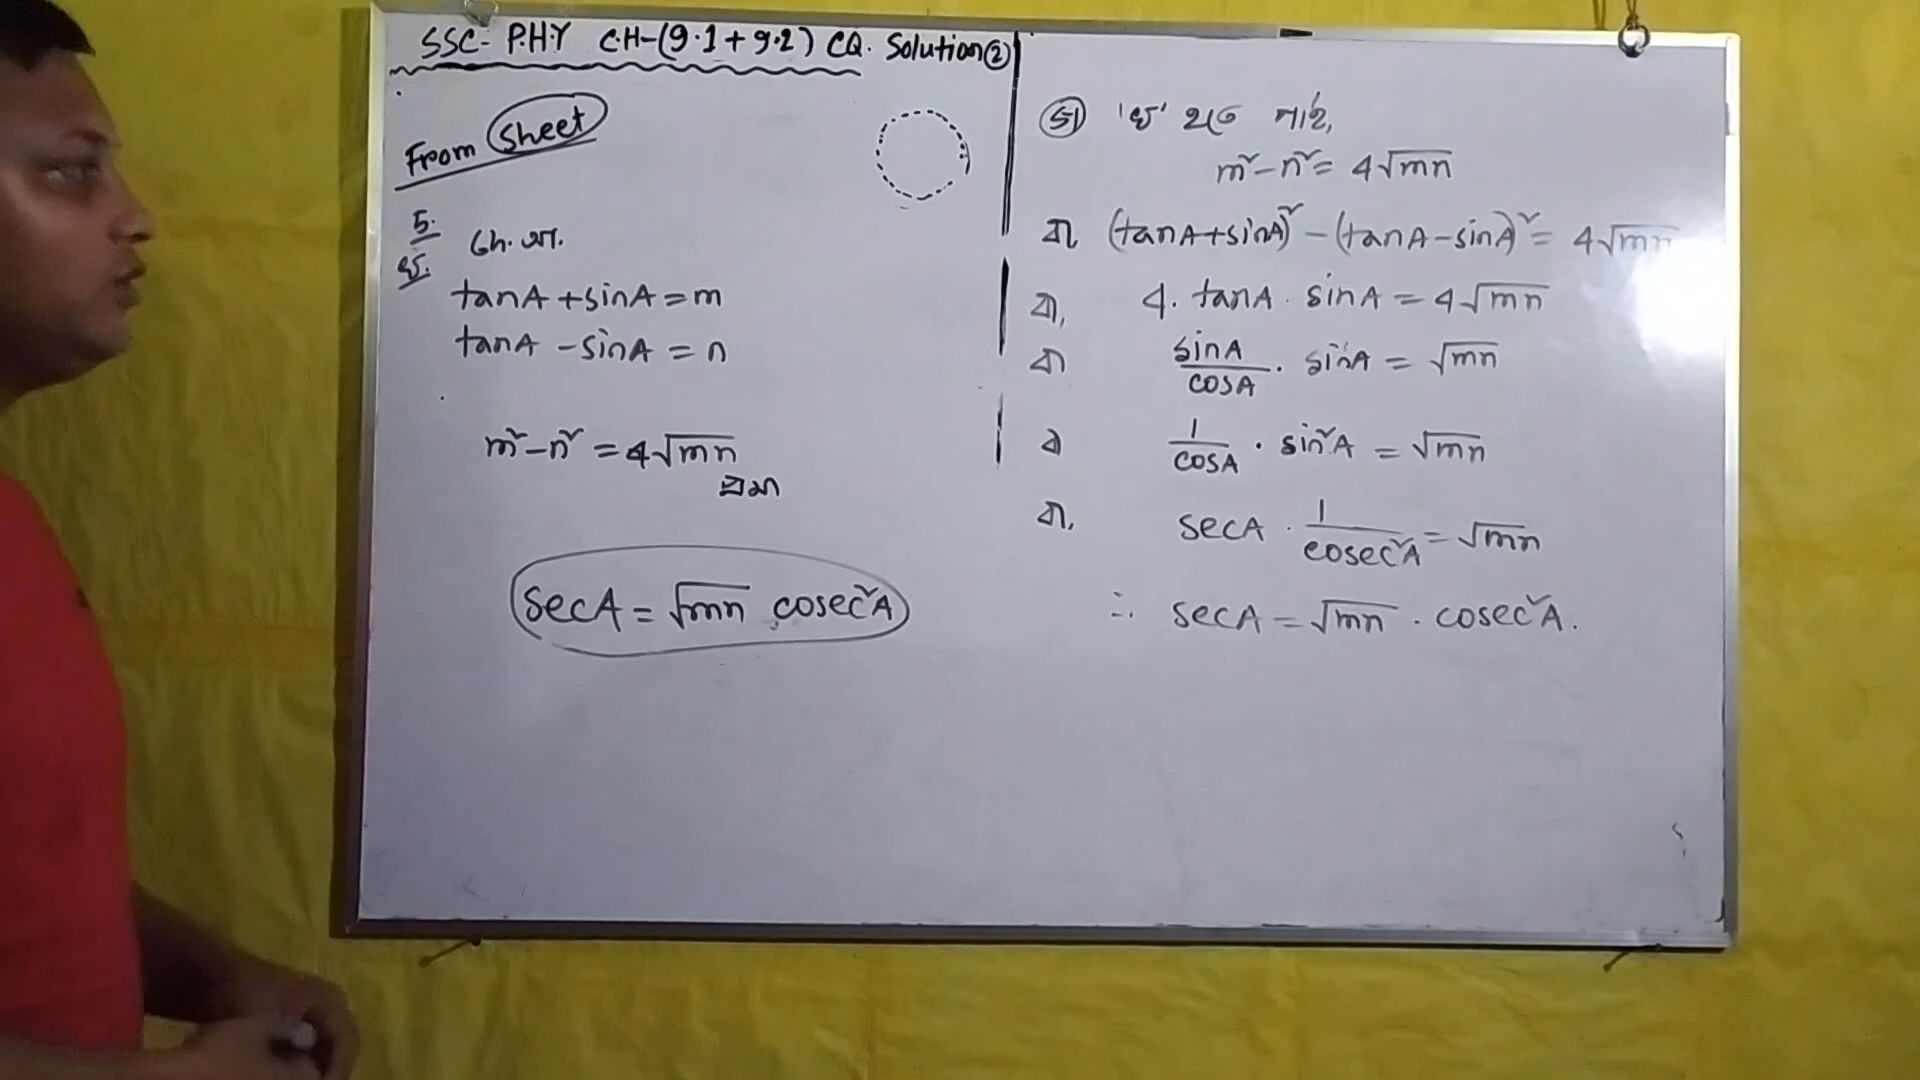 SSC- P.H.Y CH-(9.1+9.2) CQ. Solution②
From Sheet
5.
tanA + sinA = m
tanA - sinA = n
m² - n² = 4√mn
secA = √mn cosec²A
'খ' হতে পাই,
m² - n² = 4√mn
বা, (tanA + sinA)² - (tanA - sinA)² = 4√mn
বা, 4. tanA . sinA = 4√mn
বা sinA/cosA . sinA = √mn
বা 1/cosA . sin²A = √mn
বা, secA . 1/cosec²A = √mn
∴ secA = √mn . cosec²A.